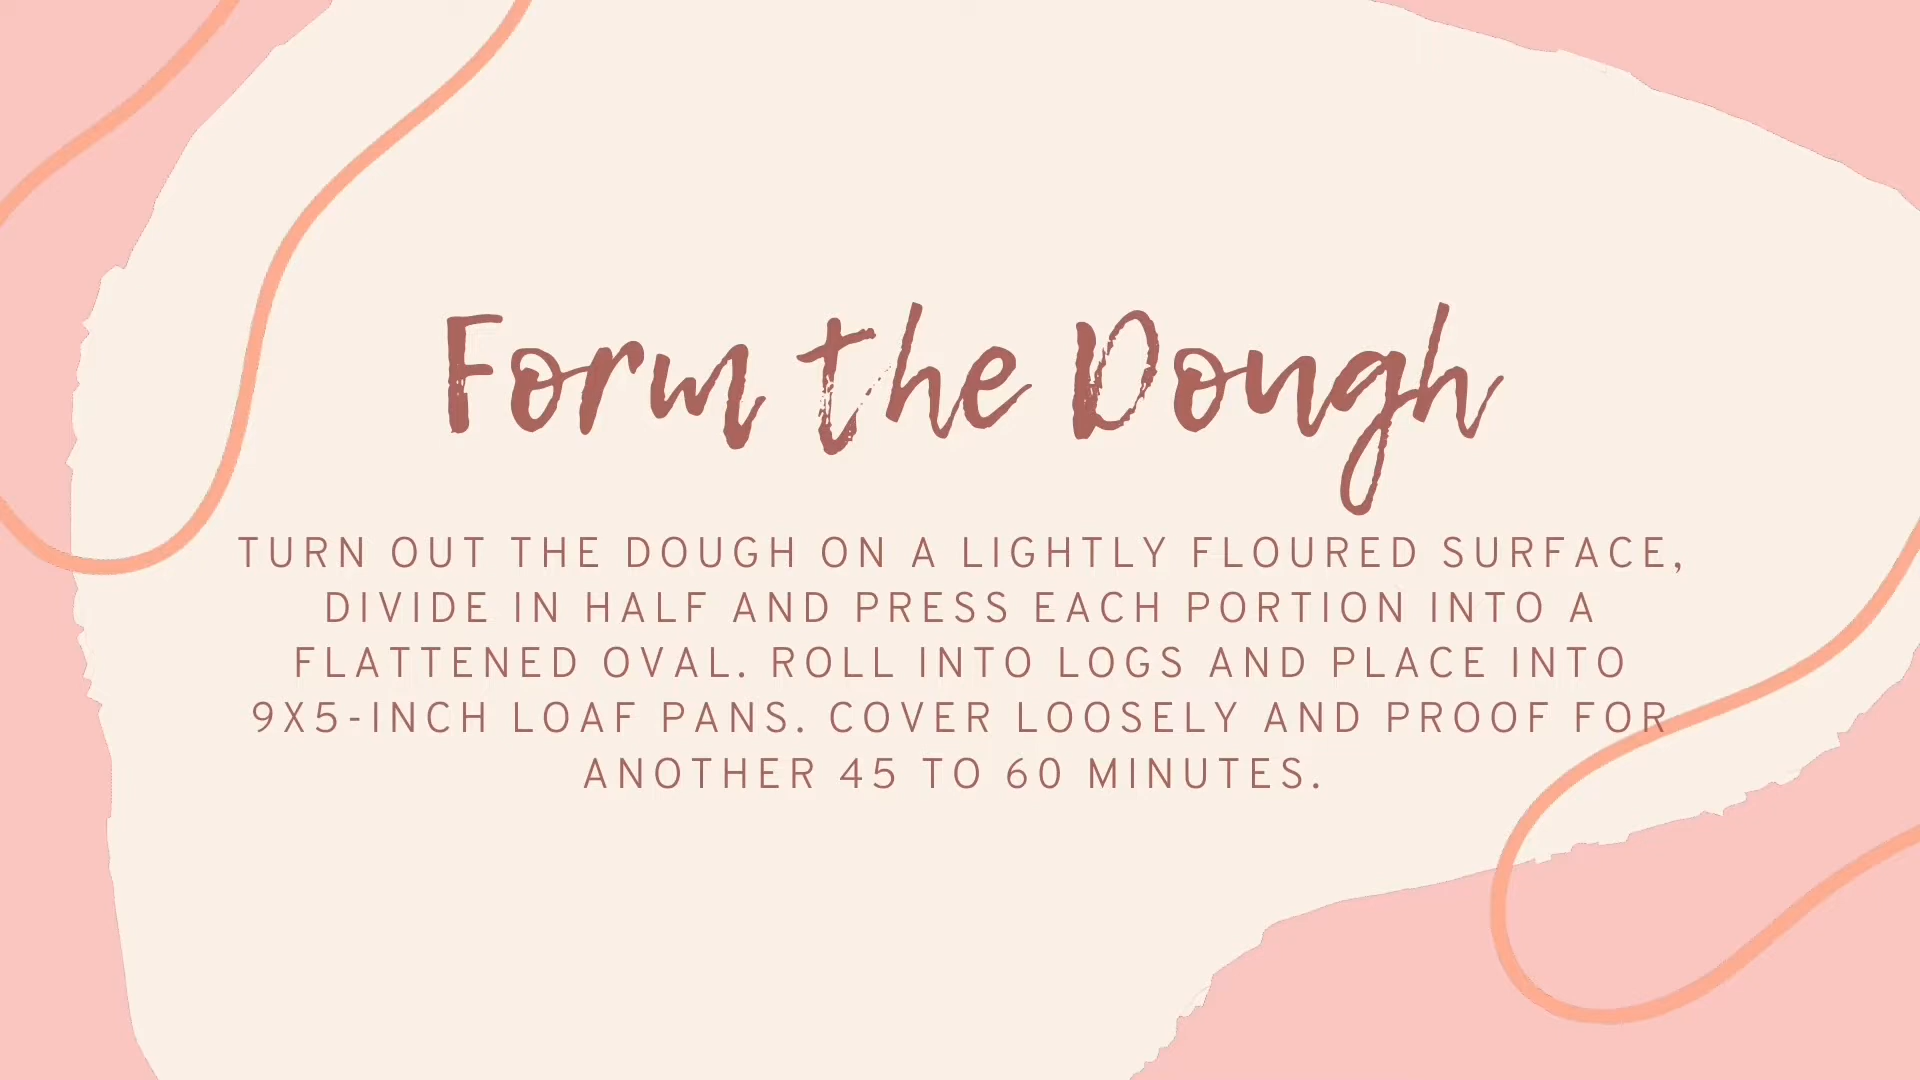 Form the Dough
TURN OUT THE DOUGH ON A LIGHTLY FLOURED SURFACE,
DIVIDE IN HALF AND PRESS EACH PORTION INTO A
FLATTENED OVAL. ROLL INTO LOGS AND PLACE INTO
9X5-INCH LOAF PANS. COVER LOOSELY AND PROOF FOR
ANOTHER 45 TO 60 MINUTES.